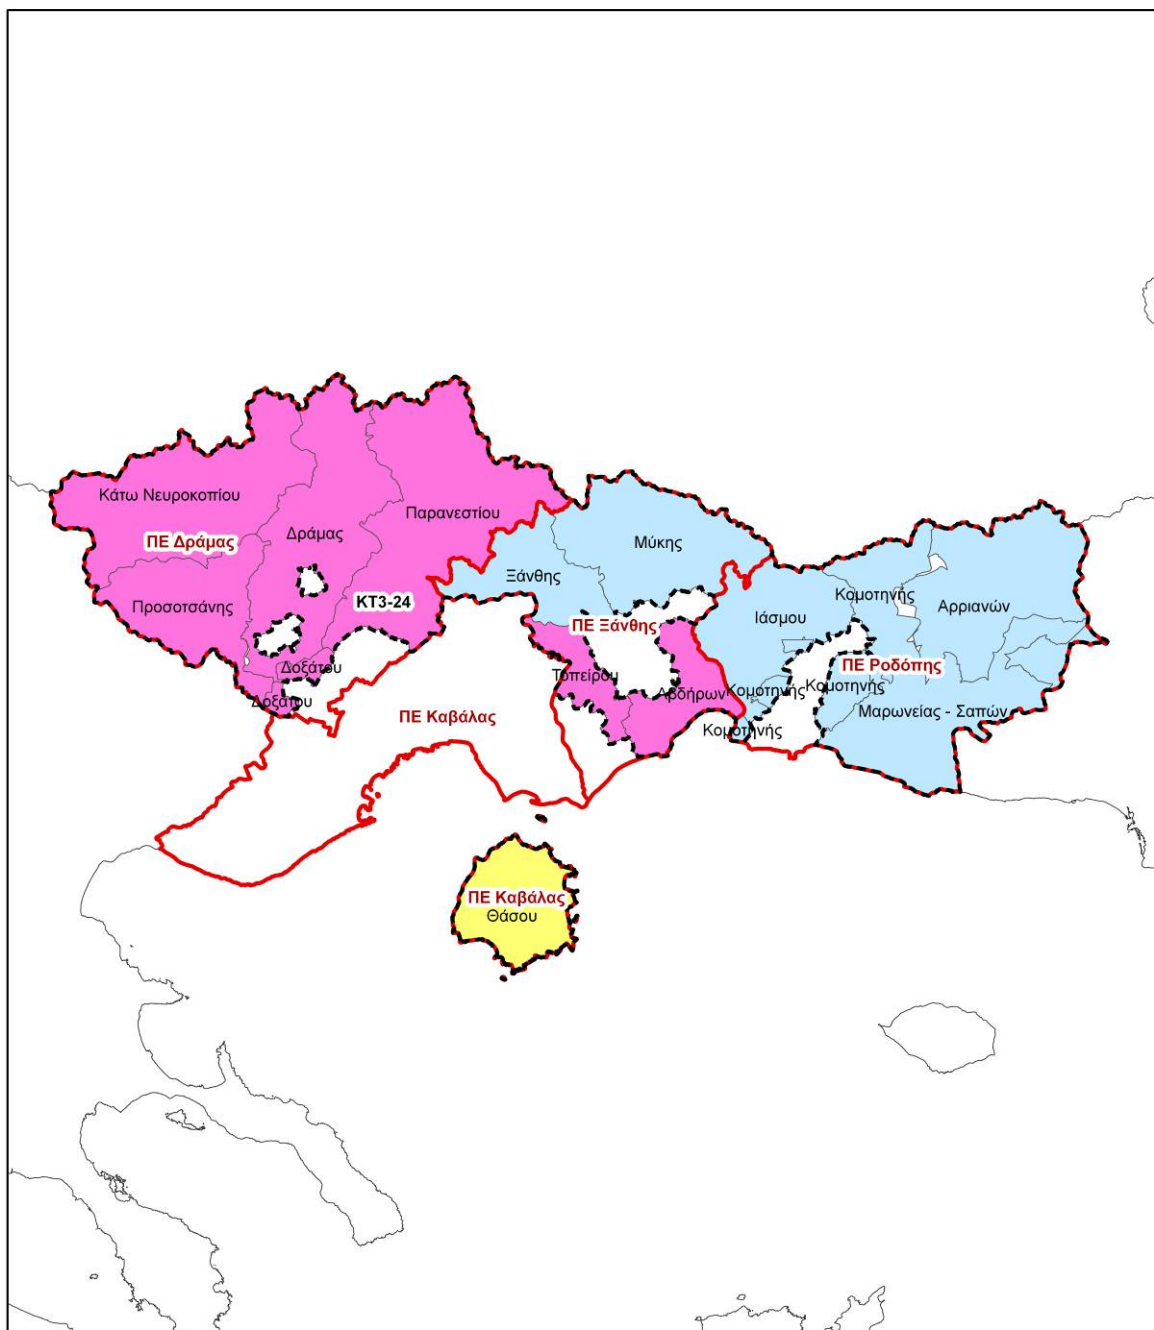 Κάτω Νευροκοπίου
Παρανεστίου
Δράμας
ΠΕ Δράμας
Μύκης
Ξάνθης
Κομοτηνής
ΚΤ3-24
Προσοτσάνης
Αρριανών
Ιάσμου
ΠΕ Ξάνθης
Δοξάτου
Τοπείρου
ΠΕ Ροδόπης
Κομοτηνής
Κομοτηνής
Αβδήρων
Δοξάτου
Μαρωνείας - Σαπών
ΠΕ Καβάλας
Κομοτηνής
ΠΕ Καβάλας
Θάσου